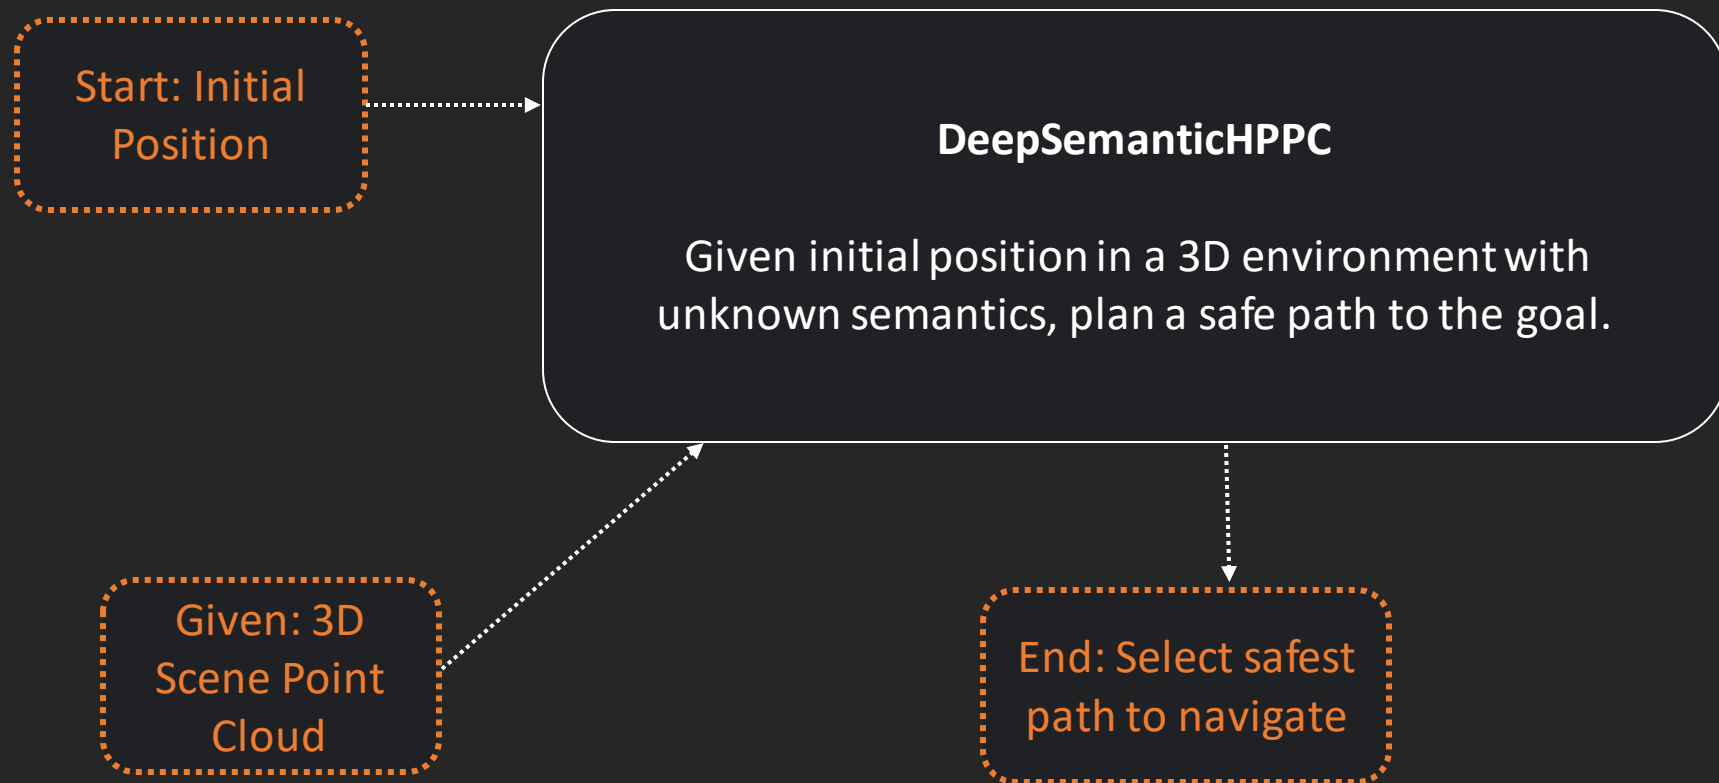 Start: Initial
Position
DeepSemanticHPPC
Given initial position in a 3D environment with
unknown semantics, plan a safe path to the goal.
Given: 3D
Scene Point
Cloud
End: Select safest
path to navigate